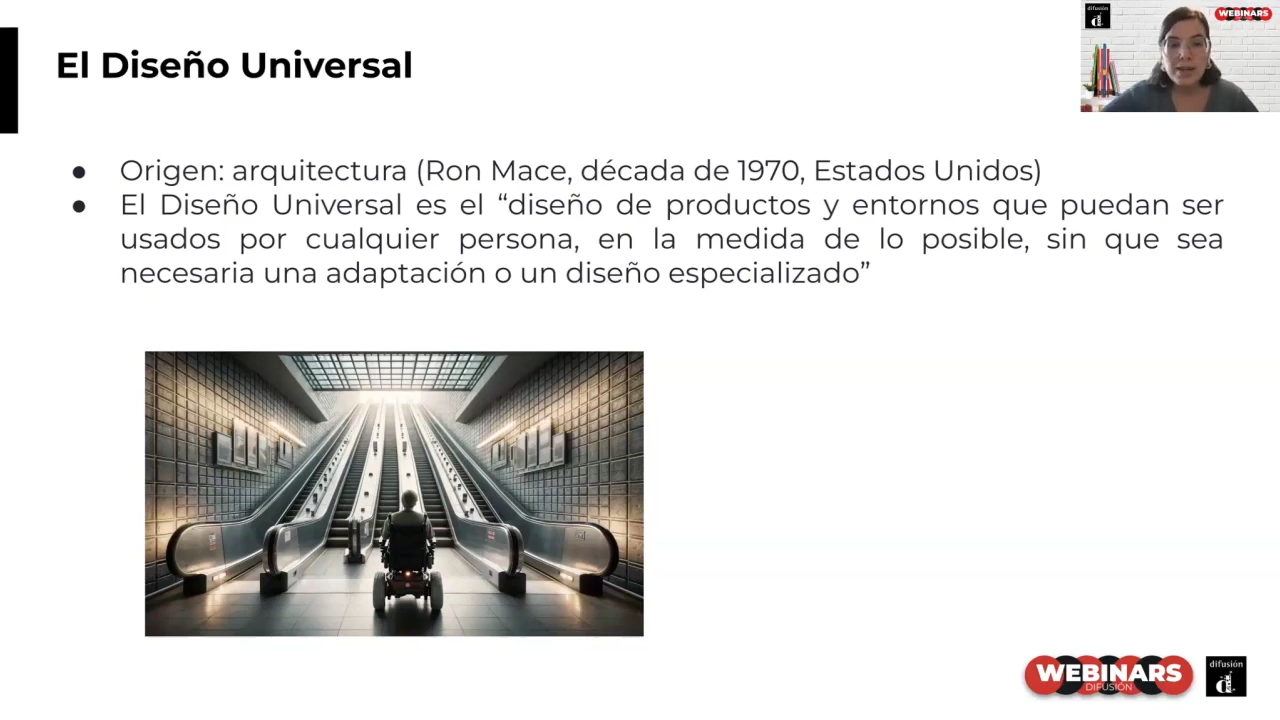 El Diseño Universal
difusión
WEBINARS
● Origen: arquitectura (Ron Mace, década de 1970, Estados Unidos)
● El Diseño Universal es el “diseño de productos y entornos que puedan ser
usados por cualquier persona, en la medida de lo posible, sin que sea
necesaria una adaptación o un diseño especializado”
WEBINARS
DIFUSIÓN
difusión